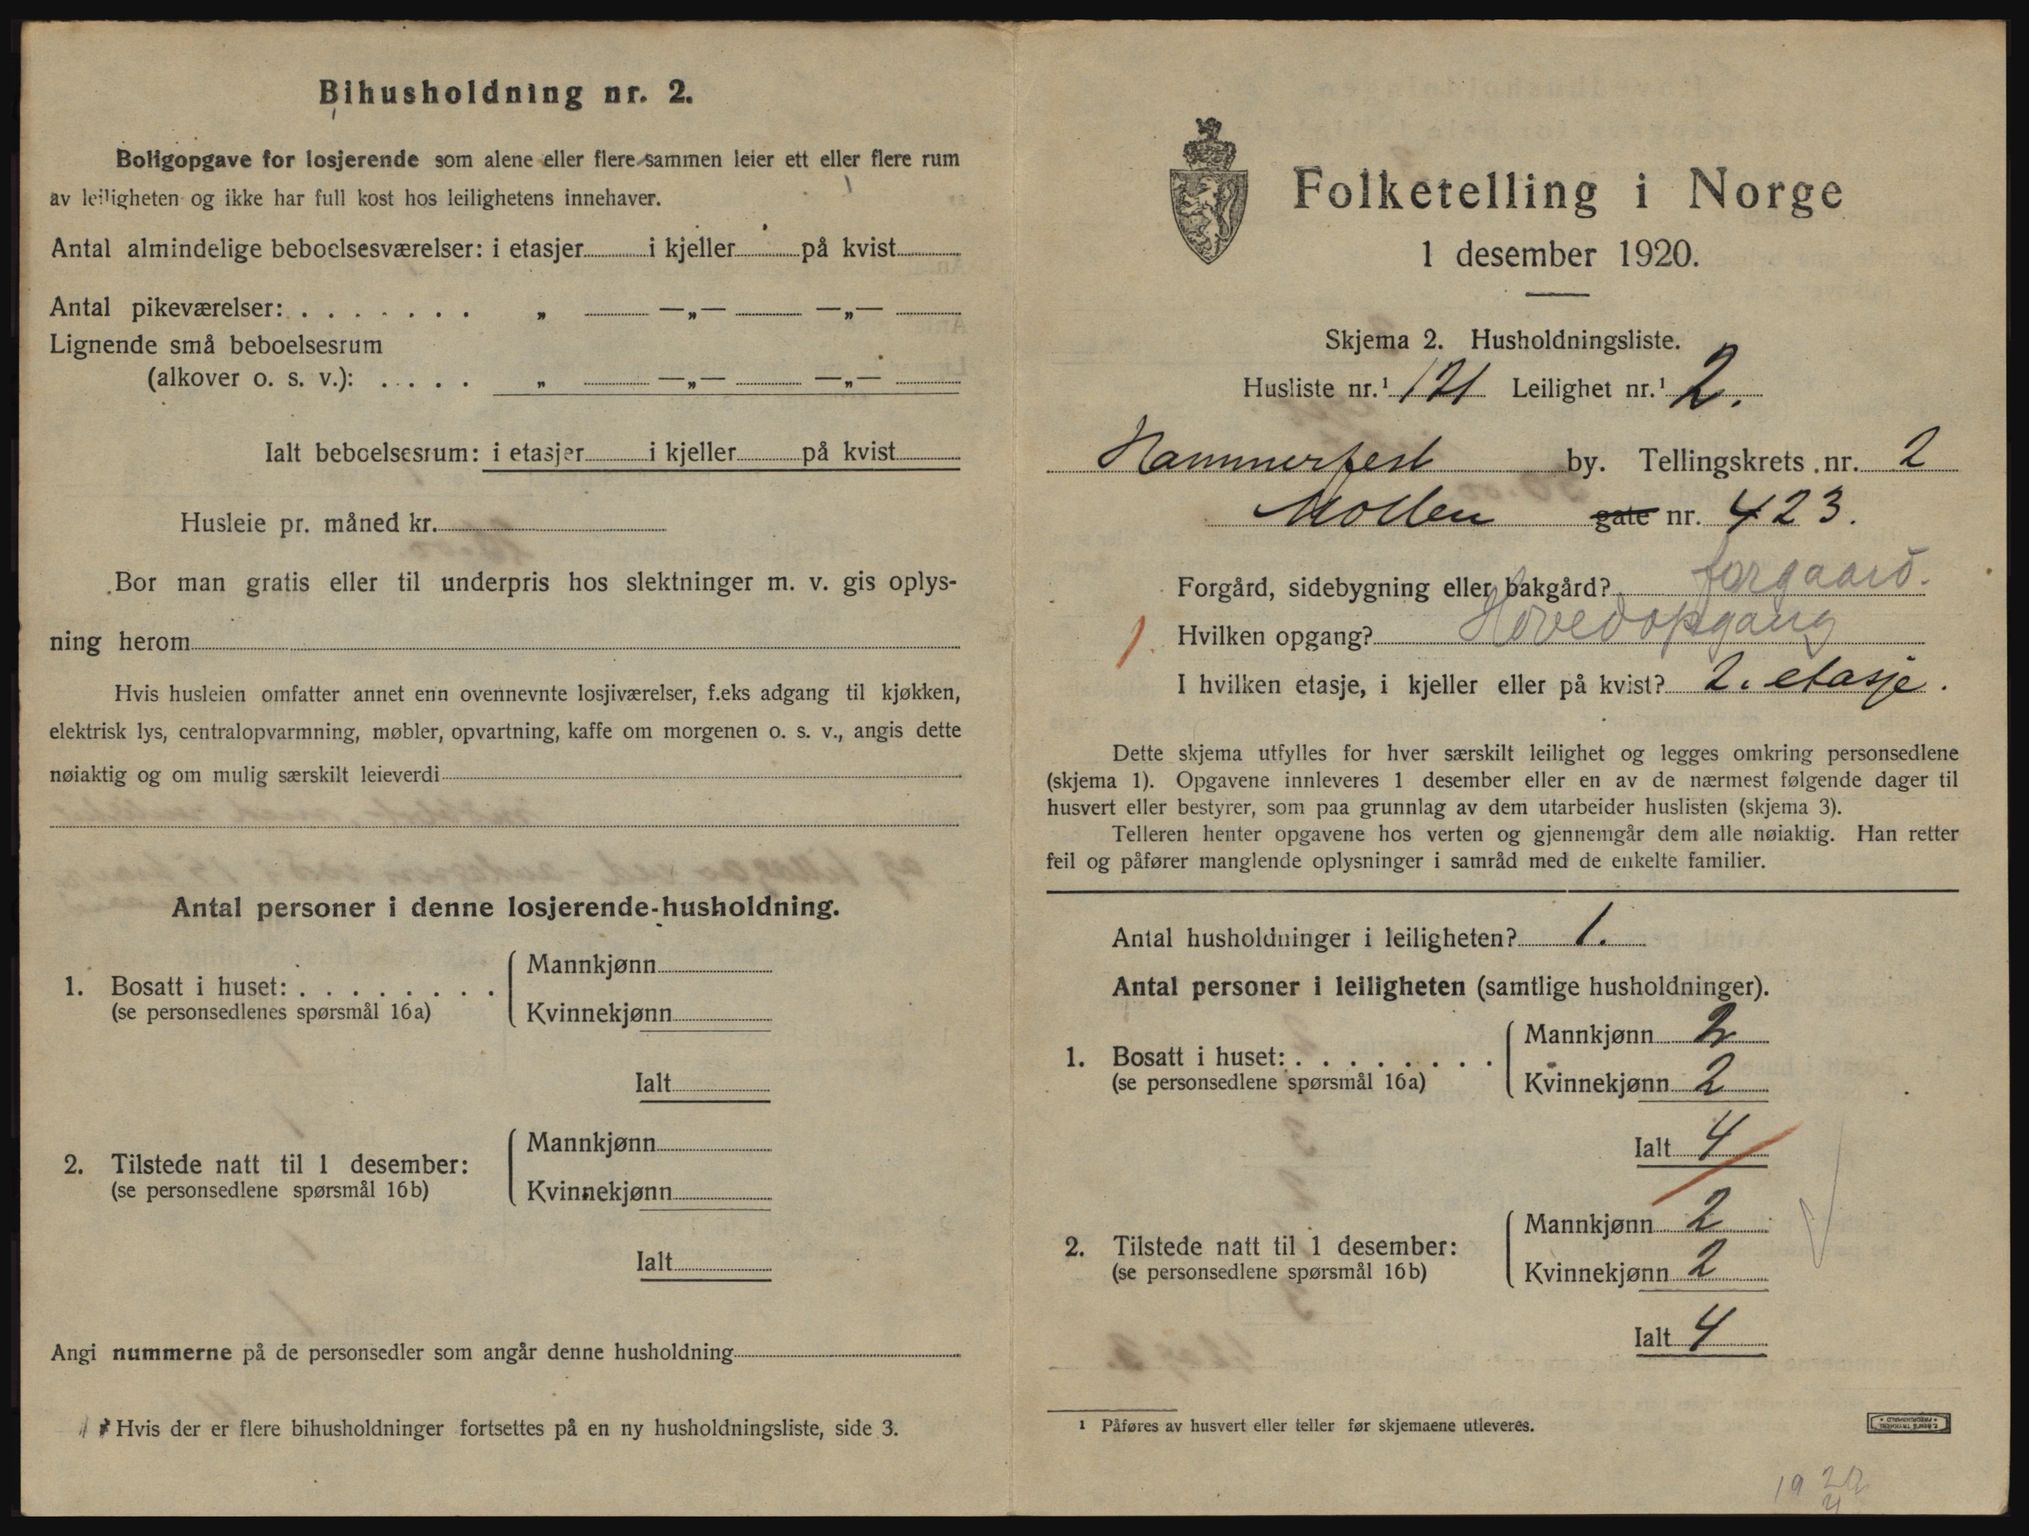 Bihusholdning nr. 2.
Boligopgave for losjerende som alene eller flere sammen leier ett eller flere rum
av leiligheten og ikke har full kost hos leilighetens innehaver.
Antal almindelige beboelsesværelser: i etasjer i kjeller på kvist
Antal pikeværelser: . . . . . . . „ —„— —„—
Lignende små beboelsesrum
(alkover o. s. v.): . . . . „ —„— —„—
Ialt beboelsesrum: i etasjer i kjeller på kvist
Husleie pr. måned kr.
Bor man gratis eller til underpris hos slektninger m. v. gis oplys-
ning herom
Hvis husleien omfatter annet enn ovennevnte losjiværelser, f.eks adgang til kjøkken,
elektrisk lys, centralopvarmning, møbler, opvartning, kaffe om morgenen o. s. v., angis dette
nøiaktig og om mulig særskilt leieverdi
Antal personer i denne losjerende-husholdning.
1. Bosatt i huset: . . . . . . . .
(se personsedlenes spørsmål 16a)
Mannkjønn
Kvinnekjønn
Ialt
2. Tilstede natt til 1 desember:
(se personsedlene spørsmål 16b)
Mannkjønn
Kvinnekjønn
Ialt
Angi nummerne på de personsedler som angår denne husholdning
Hvis der er flere bihusholdninger fortsettes på en ny husholdningsliste, side 3.
Folketelling i Norge
1 desember 1920.
Skjema 2. Husholdningsliste.
Husliste nr.¹ 121 Leilighet nr.¹ 2.
Hammerfest by. Tellingskrets nr. 2
Mollen gate nr. 423.
Forgård, sidebygning eller bakgård? forgaard.
1. Hvilken opgang? Hovedopgang
I hvilken etasje, i kjeller eller på kvist? 2. etasje.
Dette skjema utfylles for hver særskilt leilighet og legges omkring personsedlene
(skjema 1). Opgavene innleveres 1 desember eller en av de nærmest følgende dager til
husvert eller bestyrer, som paa grunnlag av dem utarbeider huslisten (skjema 3).
Telleren henter opgavene hos verten og gjennemgår dem alle nøiaktig. Han retter
feil og påfører manglende oplysninger i samråd med de enkelte familier.
Antal husholdninger i leiligheten? 1.
Antal personer i leiligheten (samtlige husholdninger).
1. Bosatt i huset: . . . . . . . .
(se personsedlene spørsmål 16a)
Mannkjønn 2
Kvinnekjønn 2
Ialt 4
2. Tilstede natt til 1 desember:
(se personsedlene spørsmål 16b)
Mannkjønn 2
Kvinnekjønn 2
Ialt 4
¹ Påføres av husvert eller teller før skjemaene utleveres.